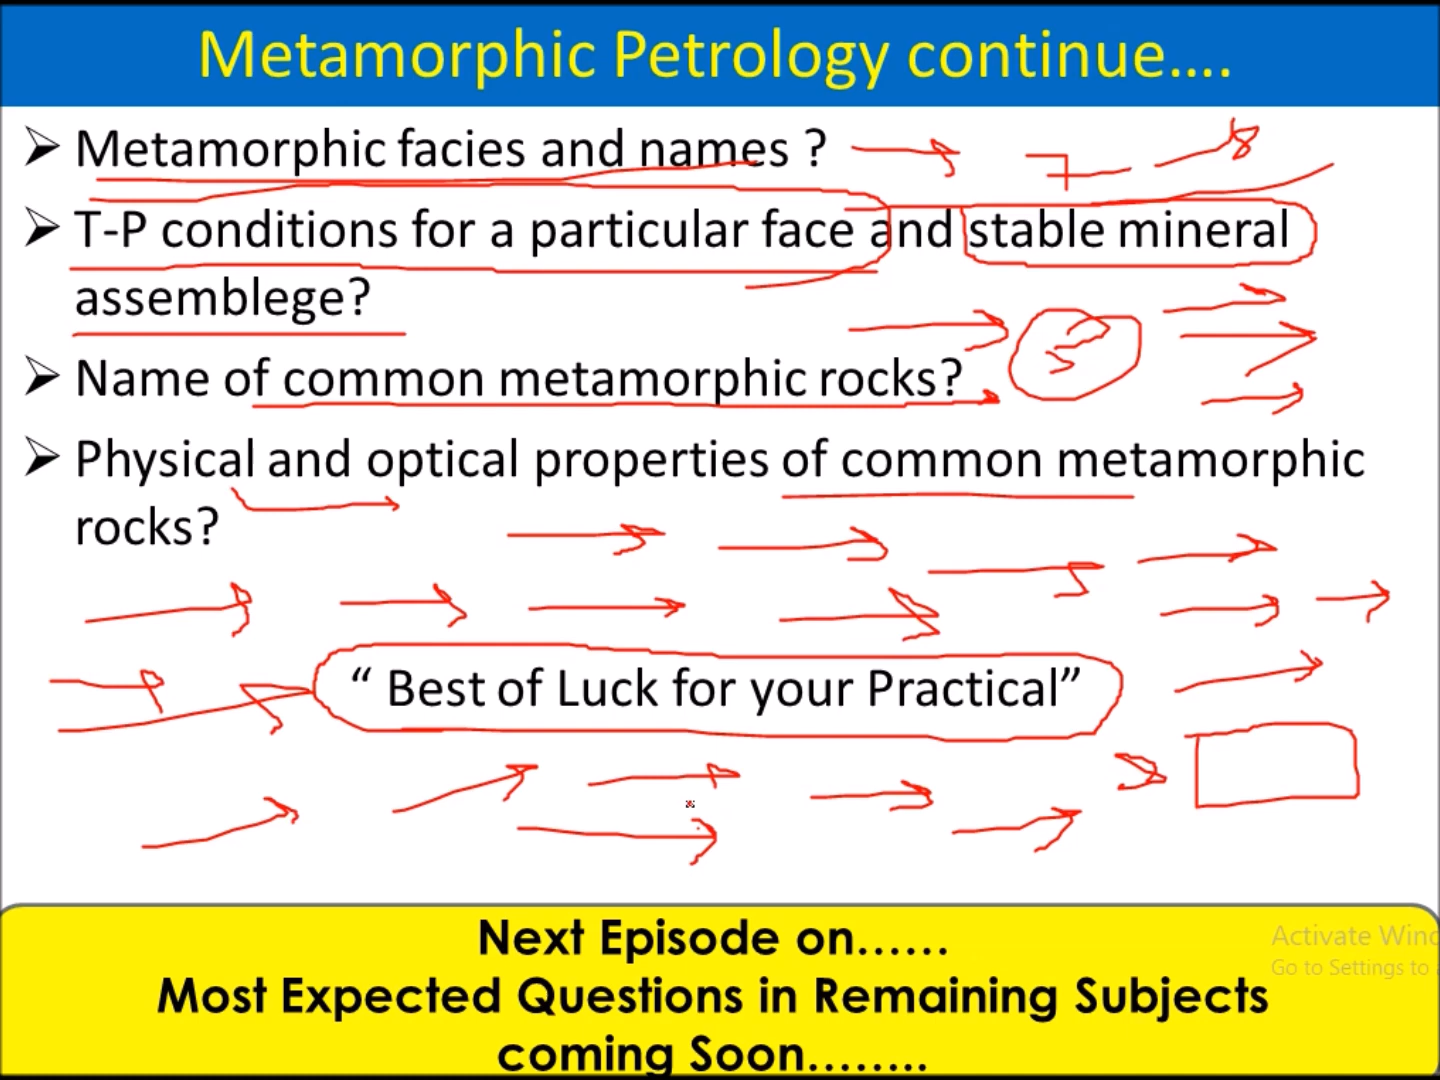 Metamorphic Petrology continue….
➢ Metamorphic facies and names ?
7 8
➢ T-P conditions for a particular face and stable mineral
assemblege?
➢ Name of common metamorphic rocks?
➢ Physical and optical properties of common metamorphic
rocks?
“ Best of Luck for your Practical”
Next Episode on……
Most Expected Questions in Remaining Subjects
coming Soon……..
Activate Wind
Go to Settings to